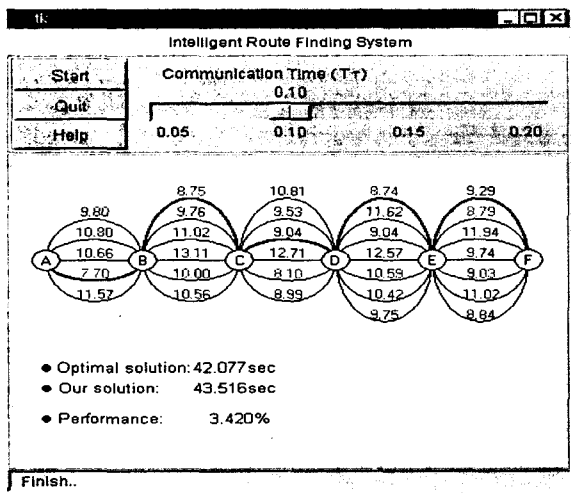 tk
Intelligent Route Finding System
Start
Quit
Help
Communication Time (Tτ)
0.10
0.05 0.10 0.15 0.20
8.75 10.81 8.74 9.29
9.80 9.76 9.53 11.62 8.79
10.80 11.02 9.04 9.04 11.94
10.66 13.11 12.71 12.57 9.74
A B C D E F
7.70 10.00 8.10 10.59 9.03
11.57 10.56 8.99 10.42 11.02
9.75 8.84
Optimal solution: 42.077sec
Our solution: 43.516sec
Performance: 3.420%
Finish..